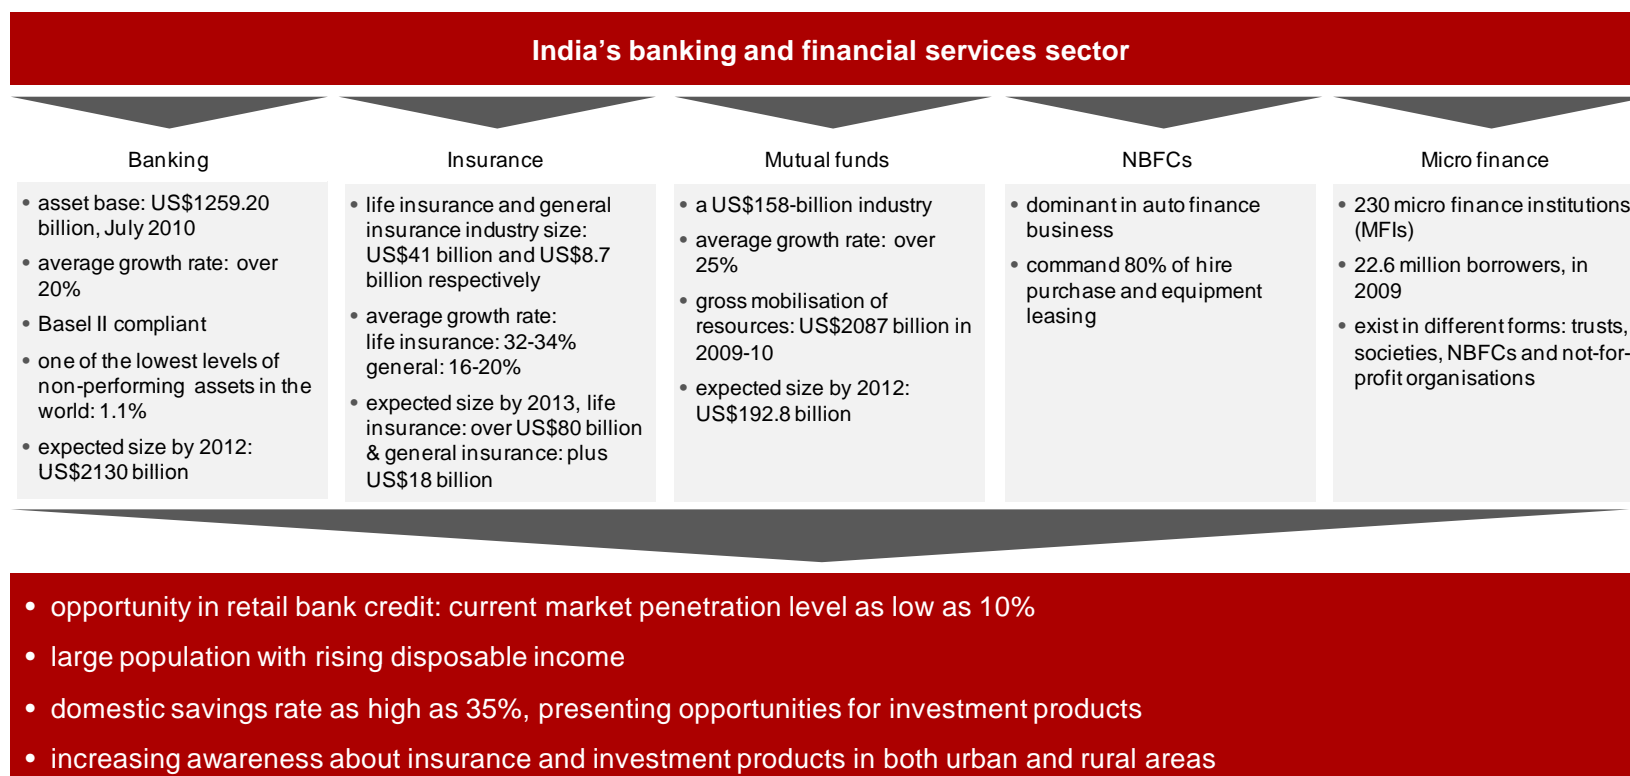 India’s banking and financial services sector
Banking
• asset base: US$1259.20
billion, July 2010
• average growth rate: over
20%
• Basel II compliant
• one of the lowest levels of
non-performing assets in the
world: 1.1%
• expected size by 2012:
US$2130 billion
Insurance
• life insurance and general
insurance industry size:
US$41 billion and US$8.7
billion respectively
• average growth rate:
life insurance: 32-34%
general: 16-20%
• expected size by 2013, life
insurance: over US$80 billion
& general insurance: plus
US$18 billion
Mutual funds
• a US$158-billion industry
• average growth rate: over
25%
• gross mobilisation of
resources: US$2087 billion in
2009-10
• expected size by 2012:
US$192.8 billion
NBFCs
• dominant in auto finance
business
• command 80% of hire
purchase and equipment
leasing
Micro finance
• 230 micro finance institutions
(MFIs)
• 22.6 million borrowers, in
2009
• exist in different forms: trusts,
societies, NBFCs and not-for-
profit organisations
• opportunity in retail bank credit: current market penetration level as low as 10%
• large population with rising disposable income
• domestic savings rate as high as 35%, presenting opportunities for investment products
• increasing awareness about insurance and investment products in both urban and rural areas